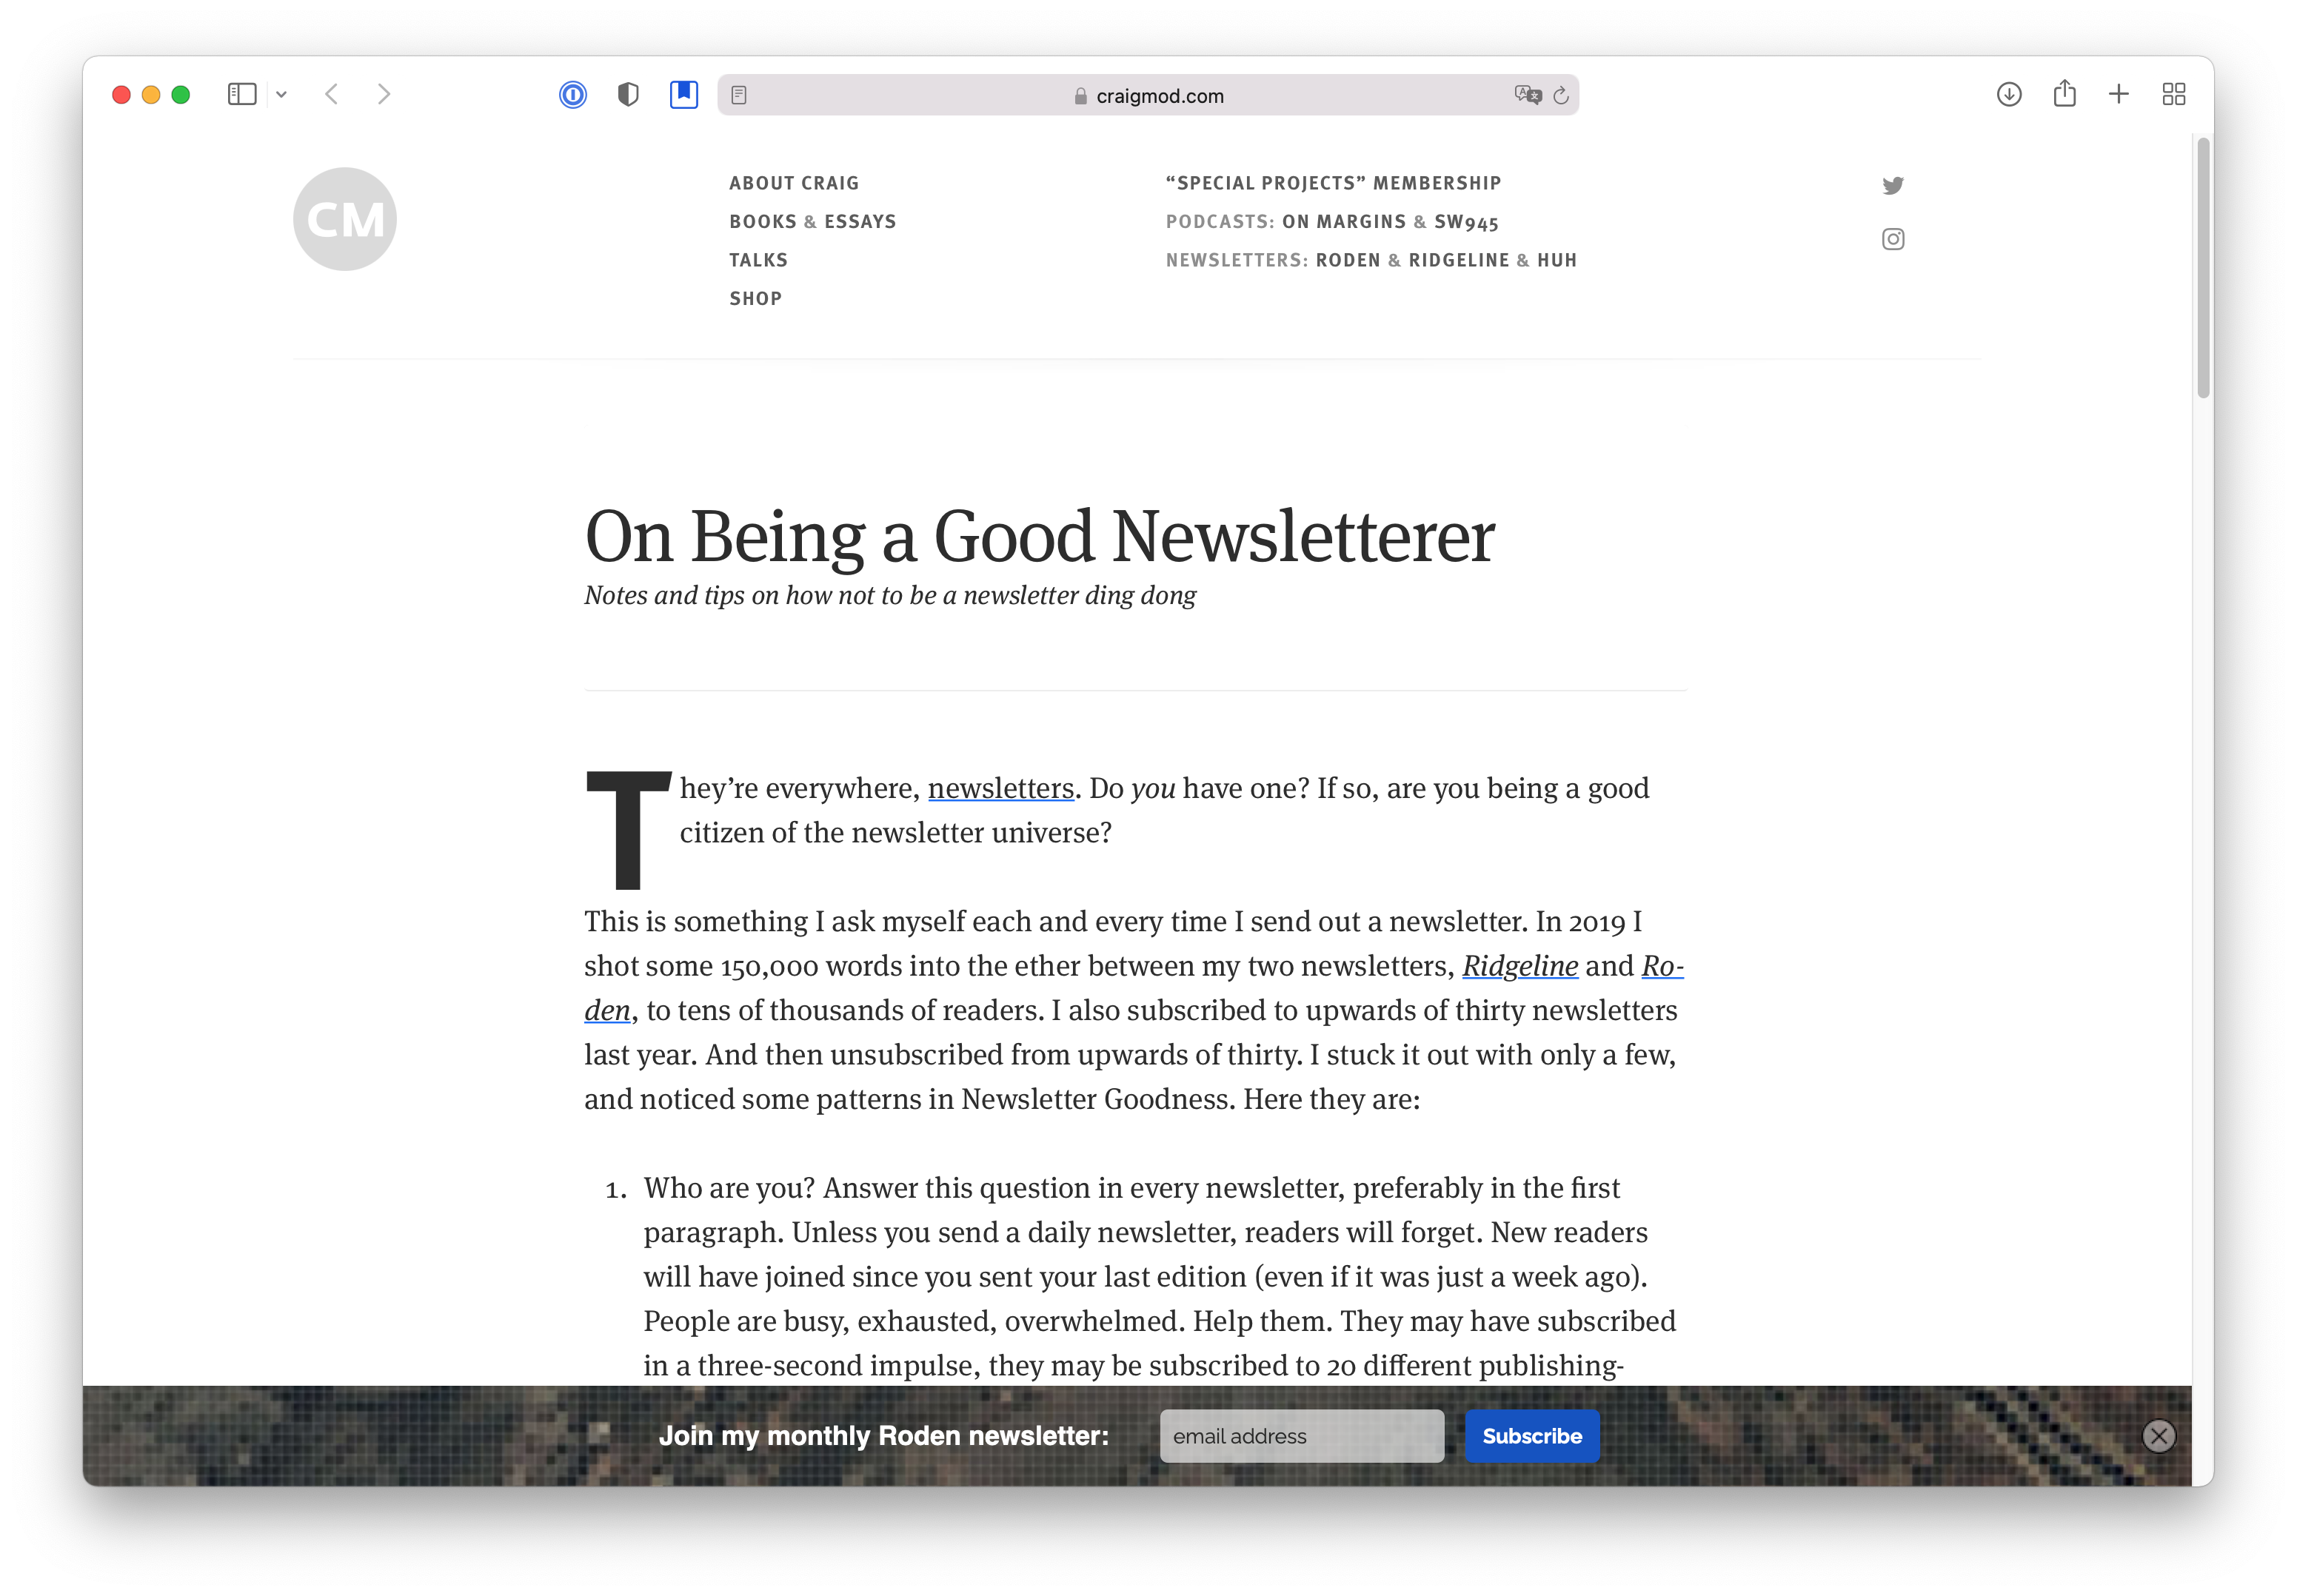 craigmod.com
CM
ABOUT CRAIG
BOOKS & ESSAYS
TALKS
SHOP
“SPECIAL PROJECTS” MEMBERSHIP
PODCASTS: ON MARGINS & SW945
NEWSLETTERS: RODEN & RIDGELINE & HUH
On Being a Good Newsletterer
Notes and tips on how not to be a newsletter ding dong
They’re everywhere, newsletters. Do you have one? If so, are you being a good
citizen of the newsletter universe?
This is something I ask myself each and every time I send out a newsletter. In 2019 I
shot some 150,000 words into the ether between my two newsletters, Ridgeline and Ro-
den, to tens of thousands of readers. I also subscribed to upwards of thirty newsletters
last year. And then unsubscribed from upwards of thirty. I stuck it out with only a few,
and noticed some patterns in Newsletter Goodness. Here they are:
1. Who are you? Answer this question in every newsletter, preferably in the first
paragraph. Unless you send a daily newsletter, readers will forget. New readers
will have joined since you sent your last edition (even if it was just a week ago).
People are busy, exhausted, overwhelmed. Help them. They may have subscribed
in a three-second impulse, they may be subscribed to 20 different publishing-
Join my monthly Roden newsletter:
email address
Subscribe